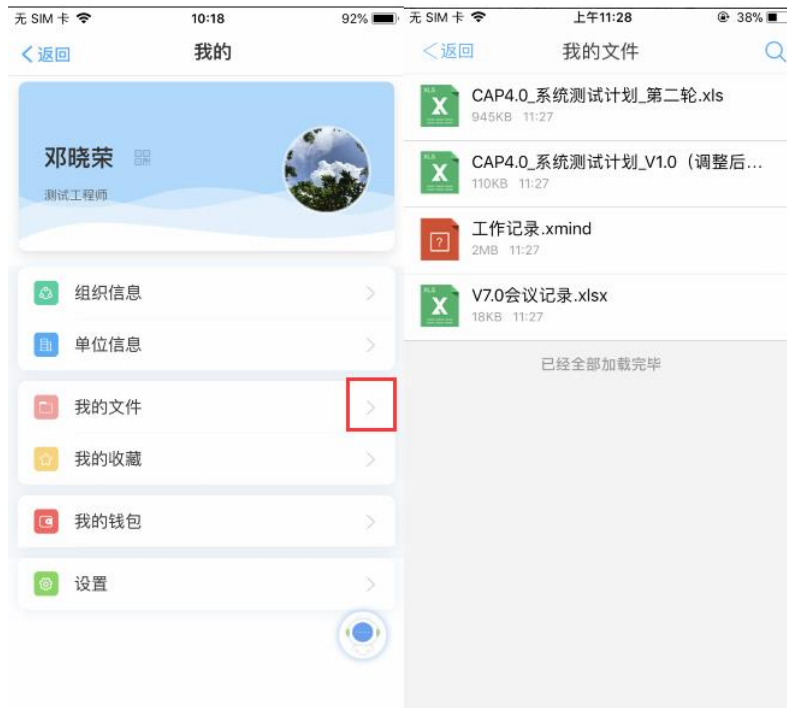 无 SIM 卡
10:18
92%
返回
我的
邓晓荣
测试工程师
组织信息
单位信息
我的文件
我的收藏
我的钱包
设置
无 SIM 卡
上午11:28
38%
返回
我的文件
XLS
CAP4.0_系统测试计划_第二轮.xls
945KB 11:27
XLS
CAP4.0_系统测试计划_V1.0（调整后...
110KB 11:27
?
工作记录.xmind
2MB 11:27
XLS
V7.0会议记录.xlsx
18KB 11:27
已经全部加载完毕